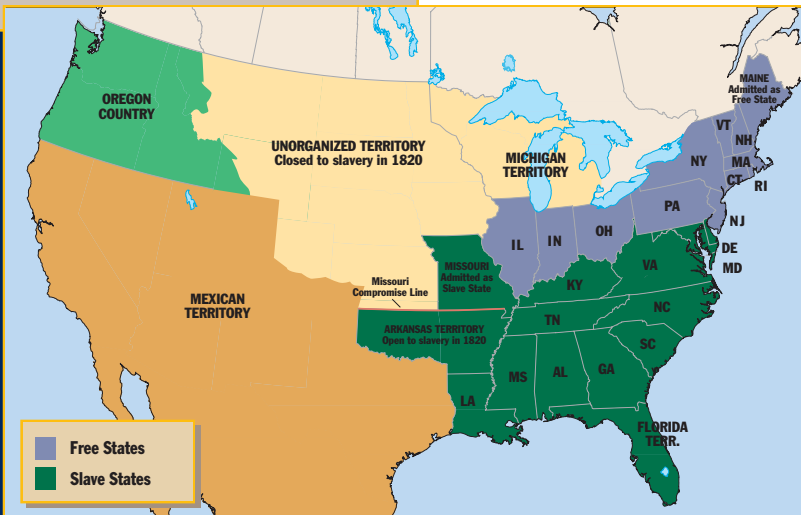 OREGON
COUNTRY
UNORGANIZED TERRITORY
Closed to slavery in 1820
MICHIGAN
TERRITORY
MAINE
Admitted as
Free State
VT
NH
NY
MA
CT
RI
PA
NJ
OH
IN
IL
DE
MD
MISSOURI
Admitted as
Slave State
VA
KY
Missouri
Compromise Line
MEXICAN
TERRITORY
NC
TN
ARKANSAS TERRITORY
Open to slavery in 1820
SC
MS
AL
GA
LA
FLORIDA
TERR.
Free States
Slave States